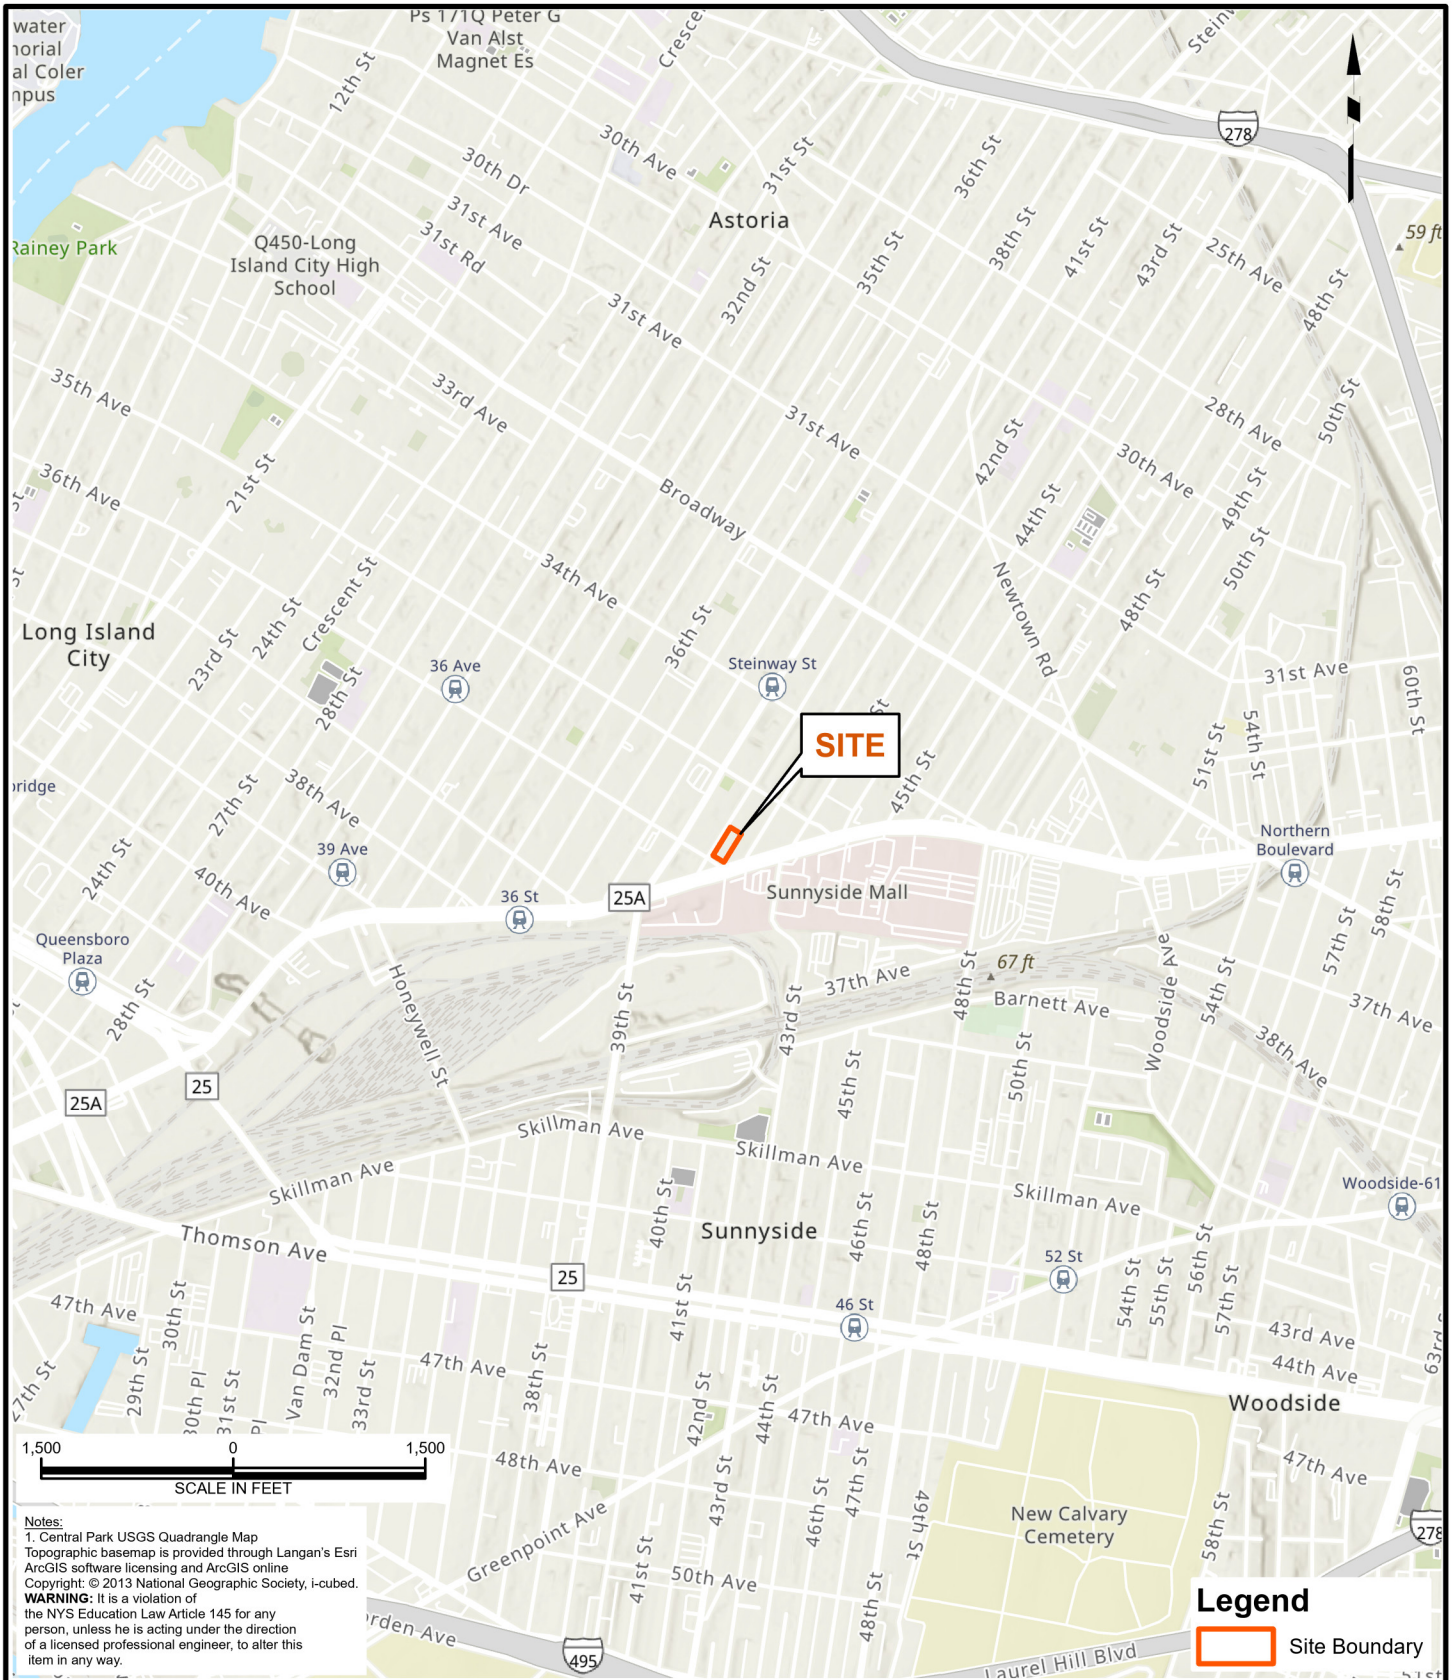 water
norial
al Coler
mpus
Ps 171Q Peter G
Van Alst
Magnet Es
12th St
30th Ave
30th Dr
31st St
36th St
278
Astoria
31st Ave
31st Rd
Rainey Park
Q450-Long
Island City High
School
32nd St
35th St
38th St
41st St
43rd St
25th Ave
59 ft
48th St
31st Ave
35th Ave
33rd Ave
31st Ave
28th Ave
50th St
42nd St
30th Ave
36th Ave
21st St
Broadway
44th St
49th St
50th St
34th Ave
Newtown Rd
48th St
Crescent St
24th St
23rd St
36th St
Long Island
City
28th St
36 Ave
Steinway St
31st Ave
60th St
St
SITE
54th St
51st St
45th St
27th St
38th Ave
39 Ave
Northern
Boulevard
24th St
40th Ave
36 St
25A
Sunnyside Mall
58th St
57th St
Queensboro
Plaza
28th St
Honeywell St
39th St
43rd St
37th Ave
48th St
67 ft
Barnett Ave
Woodside Ave
54th St
37th Ave
38th Ave
25A
25
45th St
50th St
Skillman Ave
Skillman Ave
Skillman Ave
Skillman Ave
Woodside-61
Thomson Ave
40th St
Sunnyside
46th St
48th St
25
52 St
54th St
55th St
56th St
57th St
46 St
47th Ave
30th St
41st St
43rd Ave
44th Ave
27th St
29th St
30th Pl
31st St
Pl
Van Dam St
32nd Pl
33rd St
47th Ave
38th St
42nd St
44th St
47th Ave
Woodside
47th Ave
1,500 0 1,500
SCALE IN FEET
48th Ave
43rd St
46th St
47th St
49th St
New Calvary
Cemetery
58th St
278
Greenpoint Ave
41st St
50th Ave
48th St
rden Ave
495
Laurel Hill Blvd
Notes:
1. Central Park USGS Quadrangle Map
Topographic basemap is provided through Langan's Esri
ArcGIS software licensing and ArcGIS online
Copyright: © 2013 National Geographic Society, i-cubed.
WARNING: It is a violation of
the NYS Education Law Article 145 for any
person, unless he is acting under the direction
of a licensed professional engineer, to alter this
item in any way.
Legend
Site Boundary